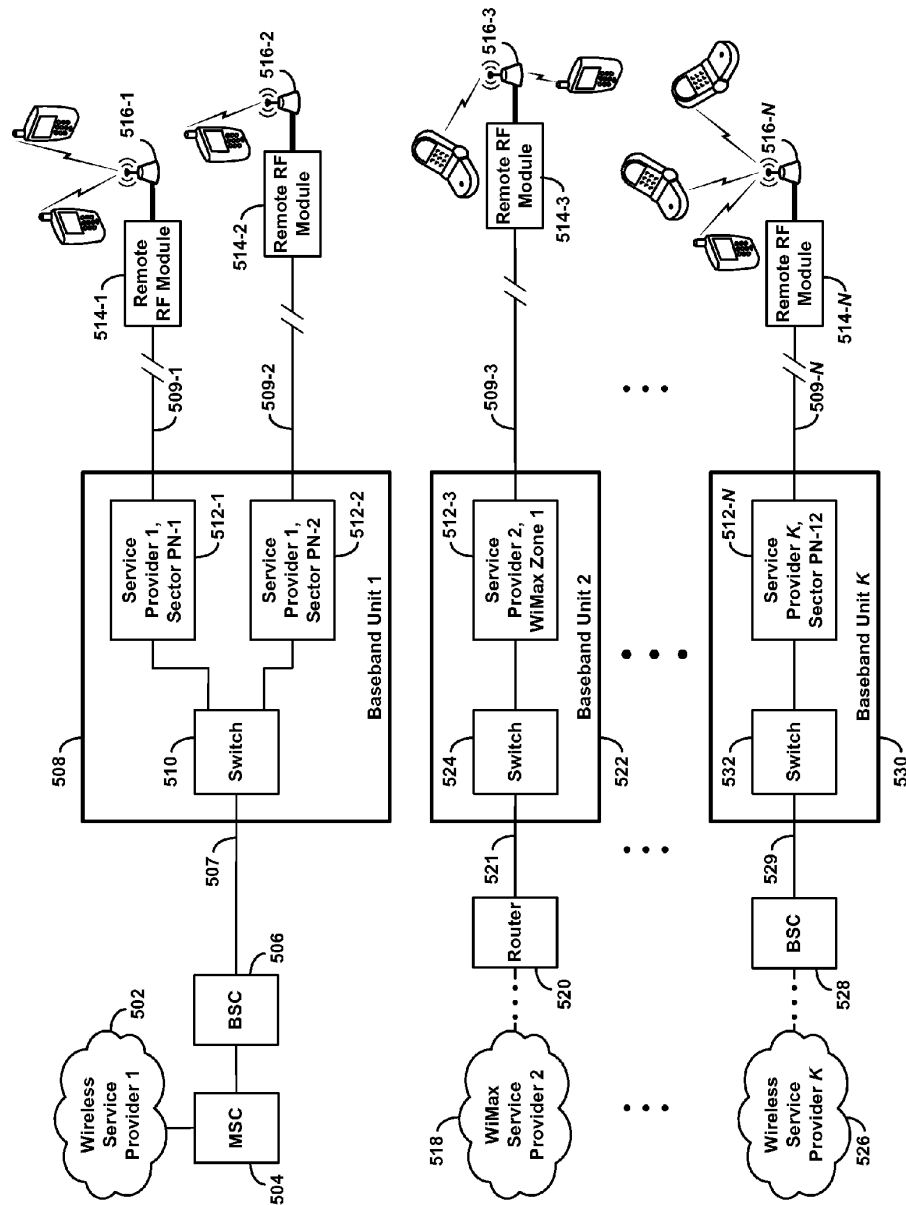 Wireless
Service
Provider 1
502
MSC
504
BSC
506
507
508
Switch
510
Service
Provider 1,
Sector PN-1
512-1
Service
Provider 1,
Sector PN-2
512-2
Baseband Unit 1
509-1
509-2
Remote
RF Module
514-1
Remote RF
Module
514-2
516-1
516-2
WiMax
Service
Provider 2
518
Router
520
521
Switch
524
522
Service
Provider 2,
WiMax Zone 1
512-3
Baseband Unit 2
509-3
Remote RF
Module
514-3
516-3
Wireless
Service
Provider K
526
BSC
528
529
Switch
532
530
Service
Provider K,
Sector PN-12
512-N
Baseband Unit K
509-N
Remote RF
Module
514-N
516-N